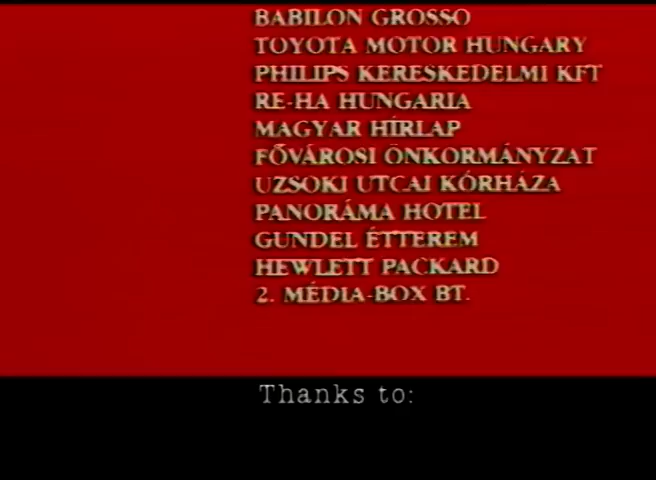 BABILON GROSSO
TOYOTA MOTOR HUNGARY
PHILIPS KERESKEDELMI KFT
RE-HA HUNGARIA
MAGYAR HÍRLAP
FŐVÁROSI ÖNKORMÁNYZAT
UZSOKI UTCAI KÓRHÁZA
PANORÁMA HOTEL
GUNDEL ÉTTEREM
HEWLETT PACKARD
2. MÉDIA-BOX BT.
Thanks to: